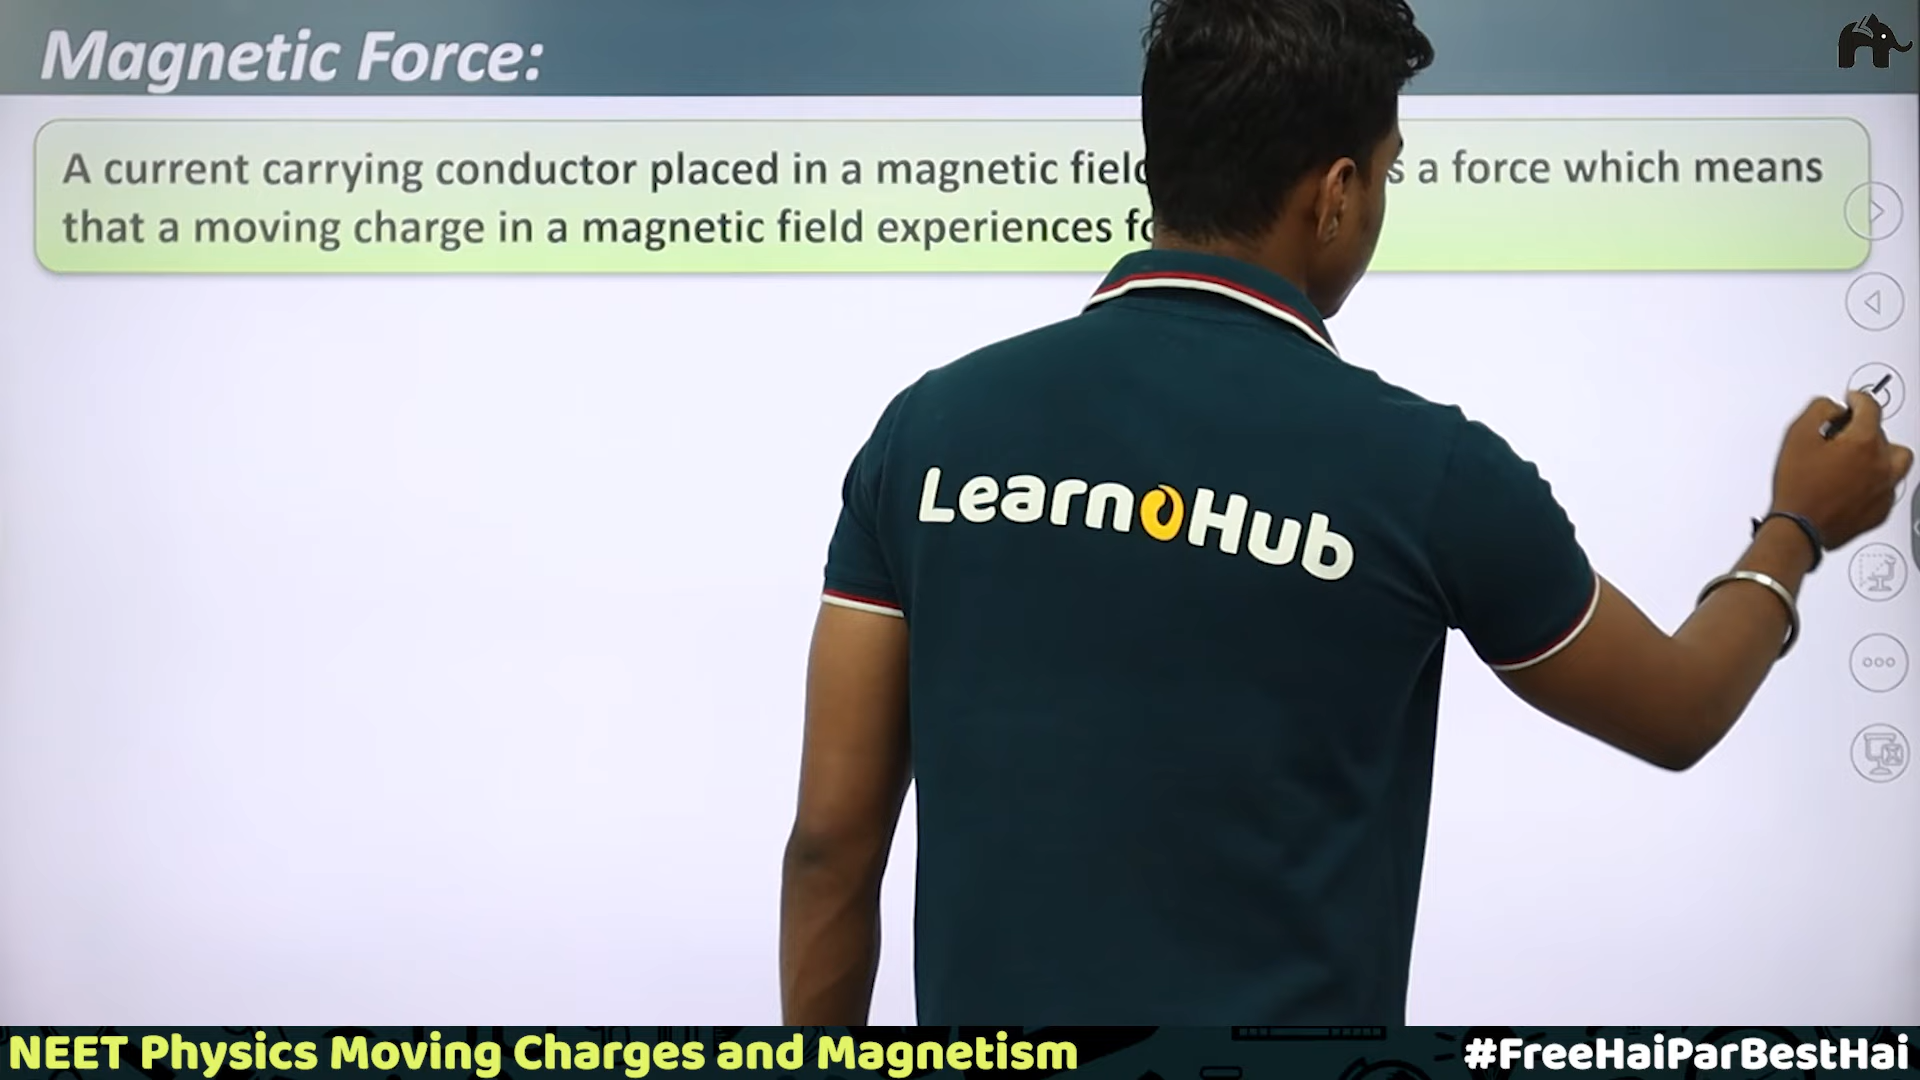 Magnetic Force:
A current carrying conductor placed in a magnetic a force which means
that a moving charge in a magnetic field experiences
LearnoHub
NEET Physics Moving Charges and Magnetism
#FreeHaiParBestHai